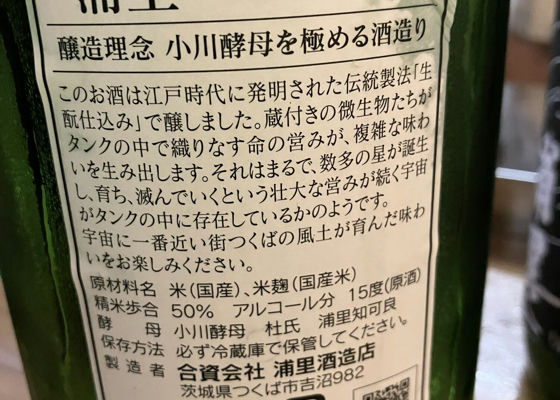 浦里
醸造理念 小川酵母を極める酒造り
このお酒は江戸時代に発明された伝統製法「生
酛仕込み」で醸しました。蔵付きの微生物たちが
タンクの中で織りなす命の営みが、複雑な味わ
いを生み出します。それはまるで、数多の星が誕生
し、育ち、滅んでいくという壮大な営みが続く宇宙
がタンクの中に存在しているかのようです。
宇宙に一番近い街つくばの風土が育んだ味わ
いをお楽しみください。
原材料名 米(国産)、米麹(国産米)
精米歩合 50% アルコール分 15度(原酒)
酵母 小川酵母 杜氏 浦里知可良
保存方法 必ず冷蔵庫で保管してください。
製造者 合資会社 浦里酒造店
茨城県つくば市吉沼982